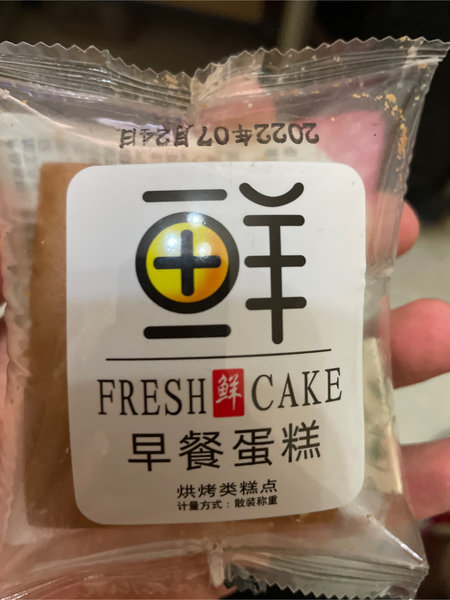 2022年07月24日
鲜
FRESH 鲜 CAKE
早餐蛋糕
烘烤类糕点
计量方式：散装称重